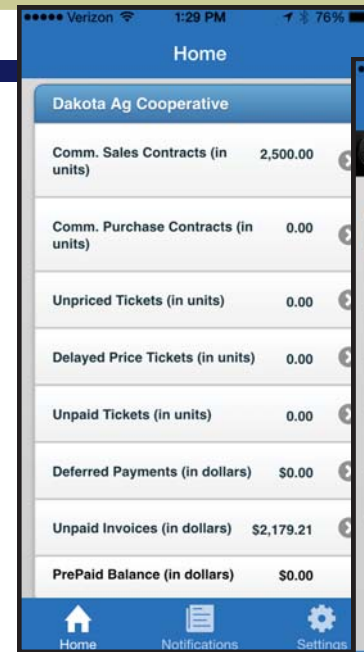 Verizon 1:29 PM 76%
Home
Dakota Ag Cooperative
Comm. Sales Contracts (in 2,500.00
units)
Comm. Purchase Contracts (in 0.00
units)
Unpriced Tickets (in units) 0.00
Delayed Price Tickets (in units) 0.00
Unpaid Tickets (in units) 0.00
Deferred Payments (in dollars) $0.00
Unpaid Invoices (in dollars) $2,179.21
PrePaid Balance (in dollars) $0.00
Home Notifications Settings